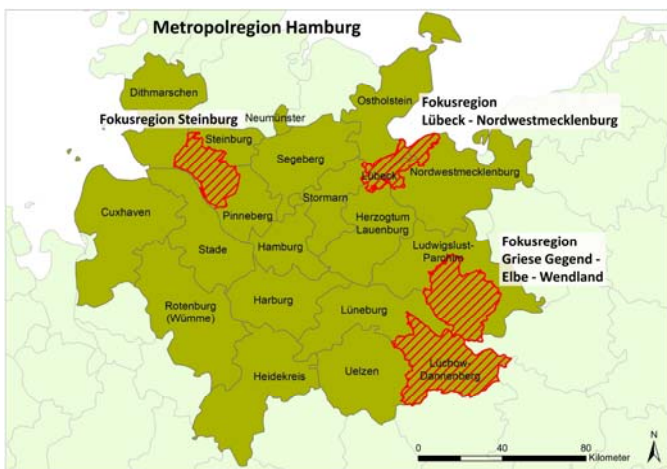 Metropolregion Hamburg
Dithmarschen
Ostholstein
Fokusregion
Lübeck - Nordwestmecklenburg
Fokusregion Steinburg
Neumünster
Steinburg
Segeberg
Lübeck
Nordwestmecklenburg
Stormarn
Cuxhaven
Pinneberg
Herzogtum
Lauenburg
Stade
Hamburg
Ludwigslust-
Parchim
Fokusregion
Griese Gegend -
Elbe - Wendland
Rotenburg
(Wümme)
Harburg
Lüneburg
Heidekreis
Uelzen
Lüchow-
Dannenberg
N
0 20 40 80
Kilometer